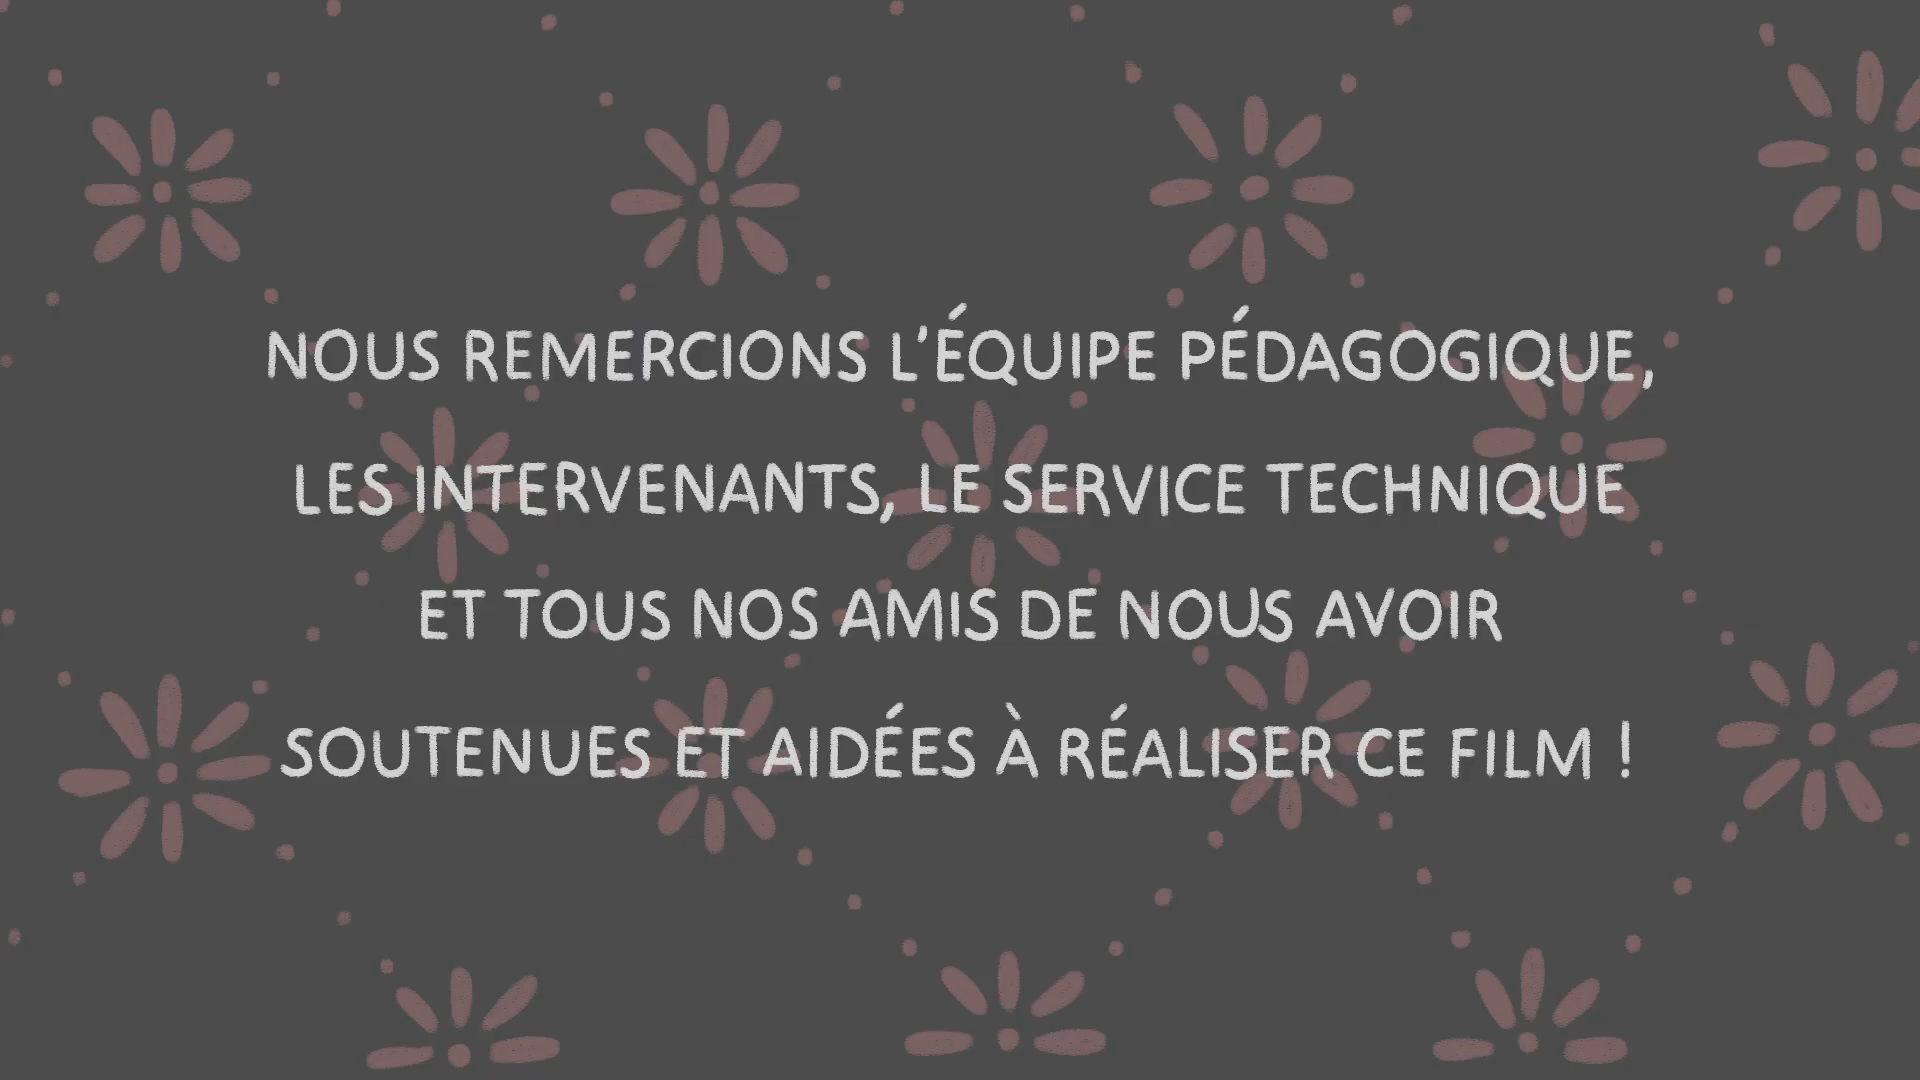 NOUS REMERCIONS L'ÉQUIPE PÉDAGOGIQUE,
LES INTERVENANTS, LE SERVICE TECHNIQUE
ET TOUS NOS AMIS DE NOUS AVOIR
SOUTENUES ET AIDÉES À RÉALISER CE FILM !